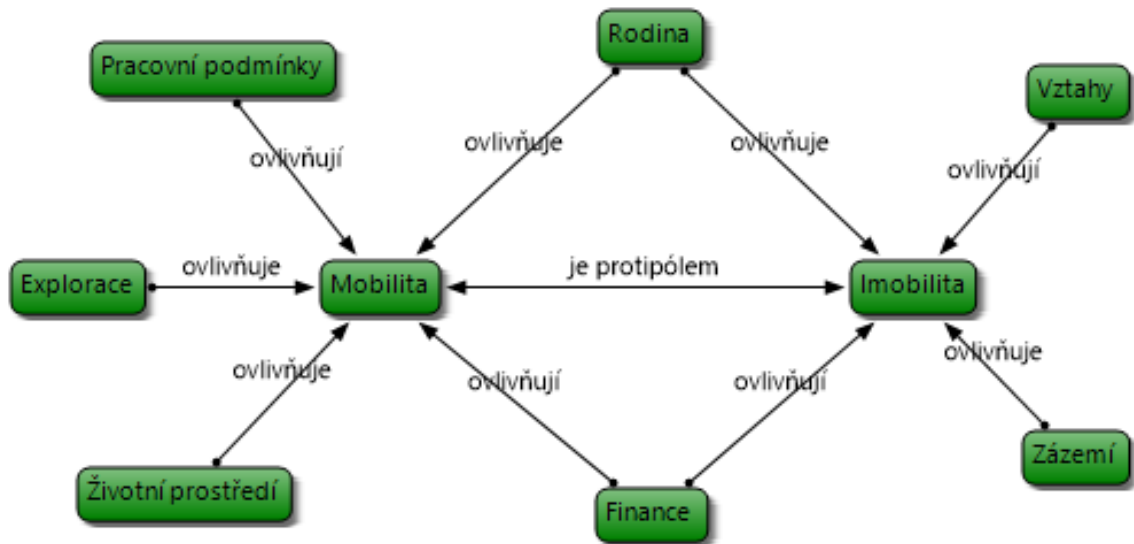 Rodina
Pracovní podmínky
Vztahy
ovlivňují
ovlivňuje
ovlivňuje
ovlivňují
Explorace
ovlivňuje
Mobilita
je protipólem
Imobilita
ovlivňuje
ovlivňují
ovlivňují
ovlivňuje
Zázemí
Životní prostředí
Finance